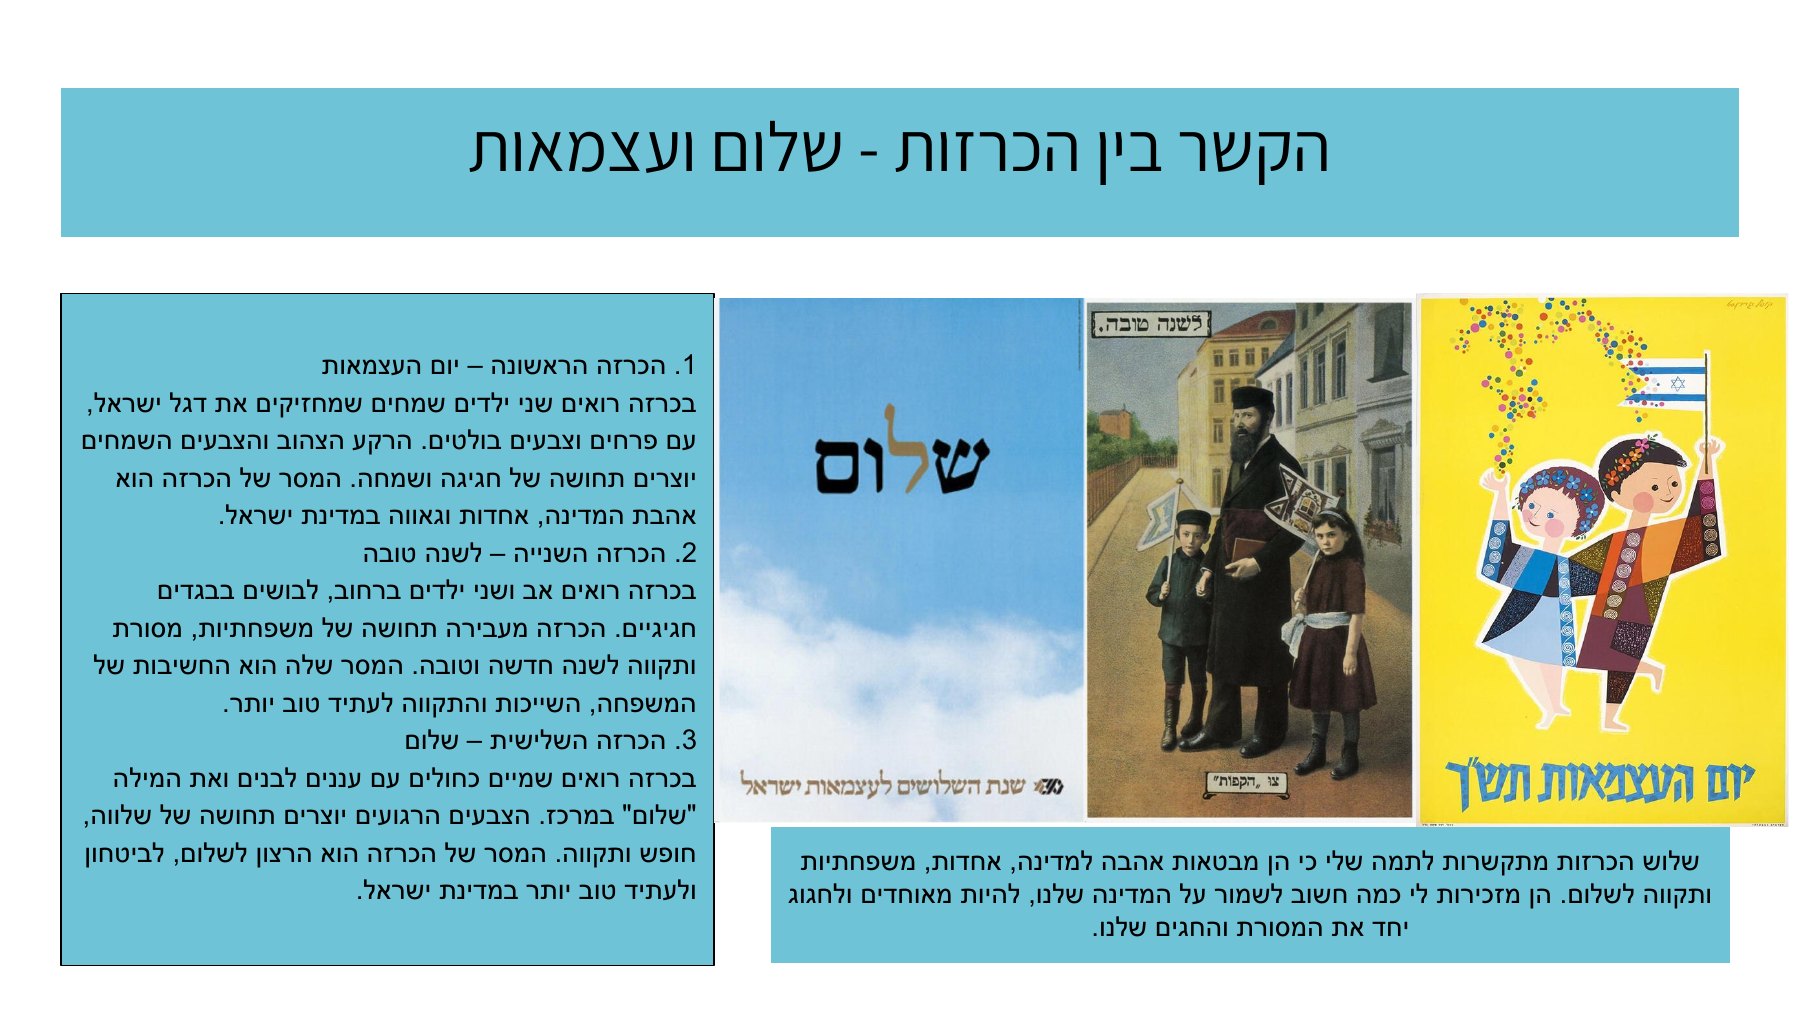 הקשר בין הכרזות - שלום ועצמאות
יום העצמאות תש"ך
לשנה טובה.
צו „הקפות"
שלום
שנת השלושים לעצמאות ישראל
1. הכרזה הראשונה – יום העצמאות
בכרזה רואים שני ילדים שמחים שמחזיקים את דגל ישראל,
עם פרחים וצבעים בולטים. הרקע הצהוב והצבעים השמחים
יוצרים תחושה של חגיגה ושמחה. המסר של הכרזה הוא
אהבת המדינה, אחדות וגאווה במדינת ישראל.
2. הכרזה השנייה – לשנה טובה
בכרזה רואים אב ושני ילדים ברחוב, לבושים בבגדים
חגיגיים. הכרזה מעבירה תחושה של משפחתיות, מסורת
ותקווה לשנה חדשה וטובה. המסר שלה הוא החשיבות של
המשפחה, השייכות והתקווה לעתיד טוב יותר.
3. הכרזה השלישית – שלום
בכרזה רואים שמיים כחולים עם עננים לבנים ואת המילה
"שלום" במרכז. הצבעים הרגועים יוצרים תחושה של שלווה,
חופש ותקווה. המסר של הכרזה הוא הרצון לשלום, לביטחון
ולעתיד טוב יותר במדינת ישראל.
שלוש הכרזות מתקשרות לתמה שלי כי הן מבטאות אהבה למדינה, אחדות, משפחתיות
ותקווה לשלום. הן מזכירות לי כמה חשוב לשמור על המדינה שלנו, להיות מאוחדים ולחגוג
יחד את המסורת והחגים שלנו.